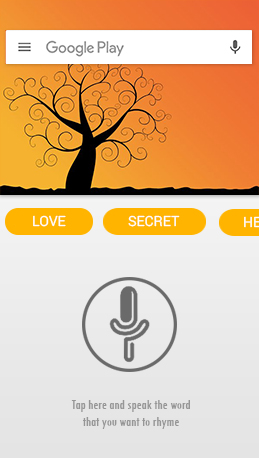 Google Play
LOVE
SECRET
HE
Tap here and speak the word
that you want to rhyme